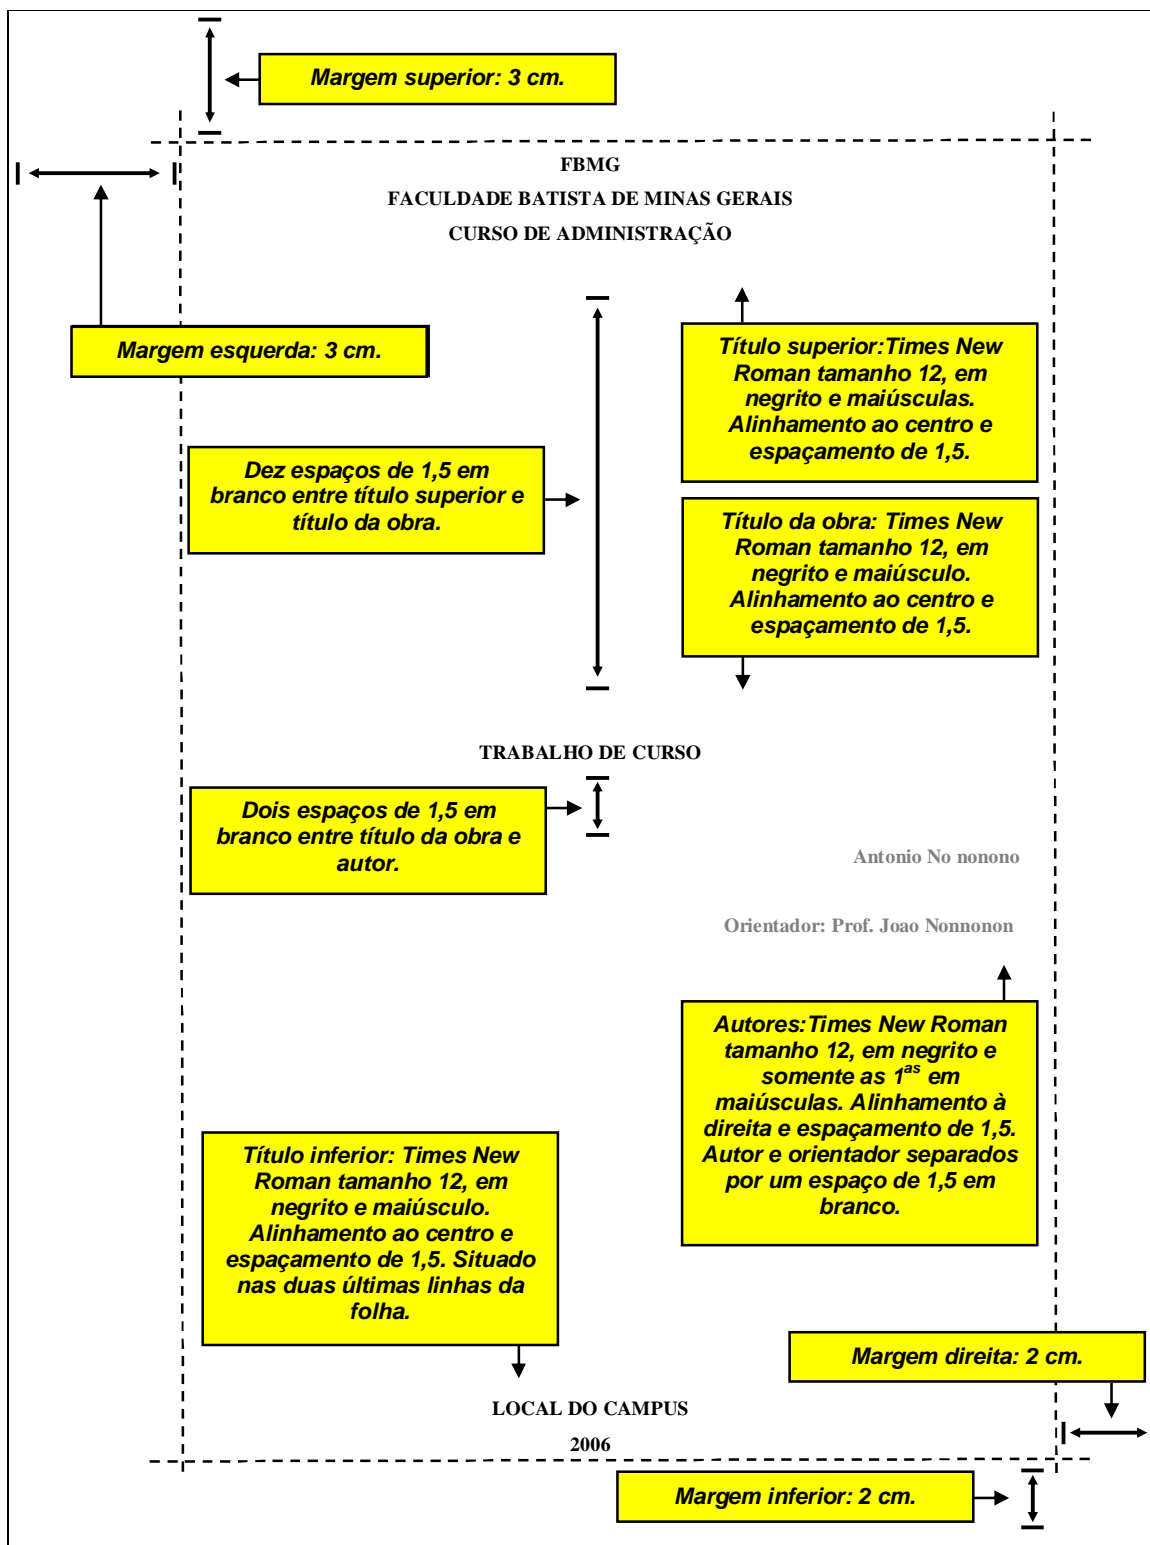 Margem superior: 3 cm.
FBMG
FACULDADE BATISTA DE MINAS GERAIS
CURSO DE ADMINISTRAÇÃO
Margem esquerda: 3 cm.
Título superior:Times New
Roman tamanho 12, em
negrito e maiúsculas.
Alinhamento ao centro e
espaçamento de 1,5.
Dez espaços de 1,5 em
branco entre título superior e
título da obra.
Título da obra: Times New
Roman tamanho 12, em
negrito e maiúsculo.
Alinhamento ao centro e
espaçamento de 1,5.
TRABALHO DE CURSO
Dois espaços de 1,5 em
branco entre título da obra e
autor.
Antonio No nonono
Orientador: Prof. Joao Nonnonon
Autores:Times New Roman
tamanho 12, em negrito e
somente as 1as em
maiúsculas. Alinhamento à
direita e espaçamento de 1,5.
Autor e orientador separados
por um espaço de 1,5 em
branco.
Título inferior: Times New
Roman tamanho 12, em
negrito e maiúsculo.
Alinhamento ao centro e
espaçamento de 1,5. Situado
nas duas últimas linhas da
folha.
Margem direita: 2 cm.
LOCAL DO CAMPUS
2006
Margem inferior: 2 cm.